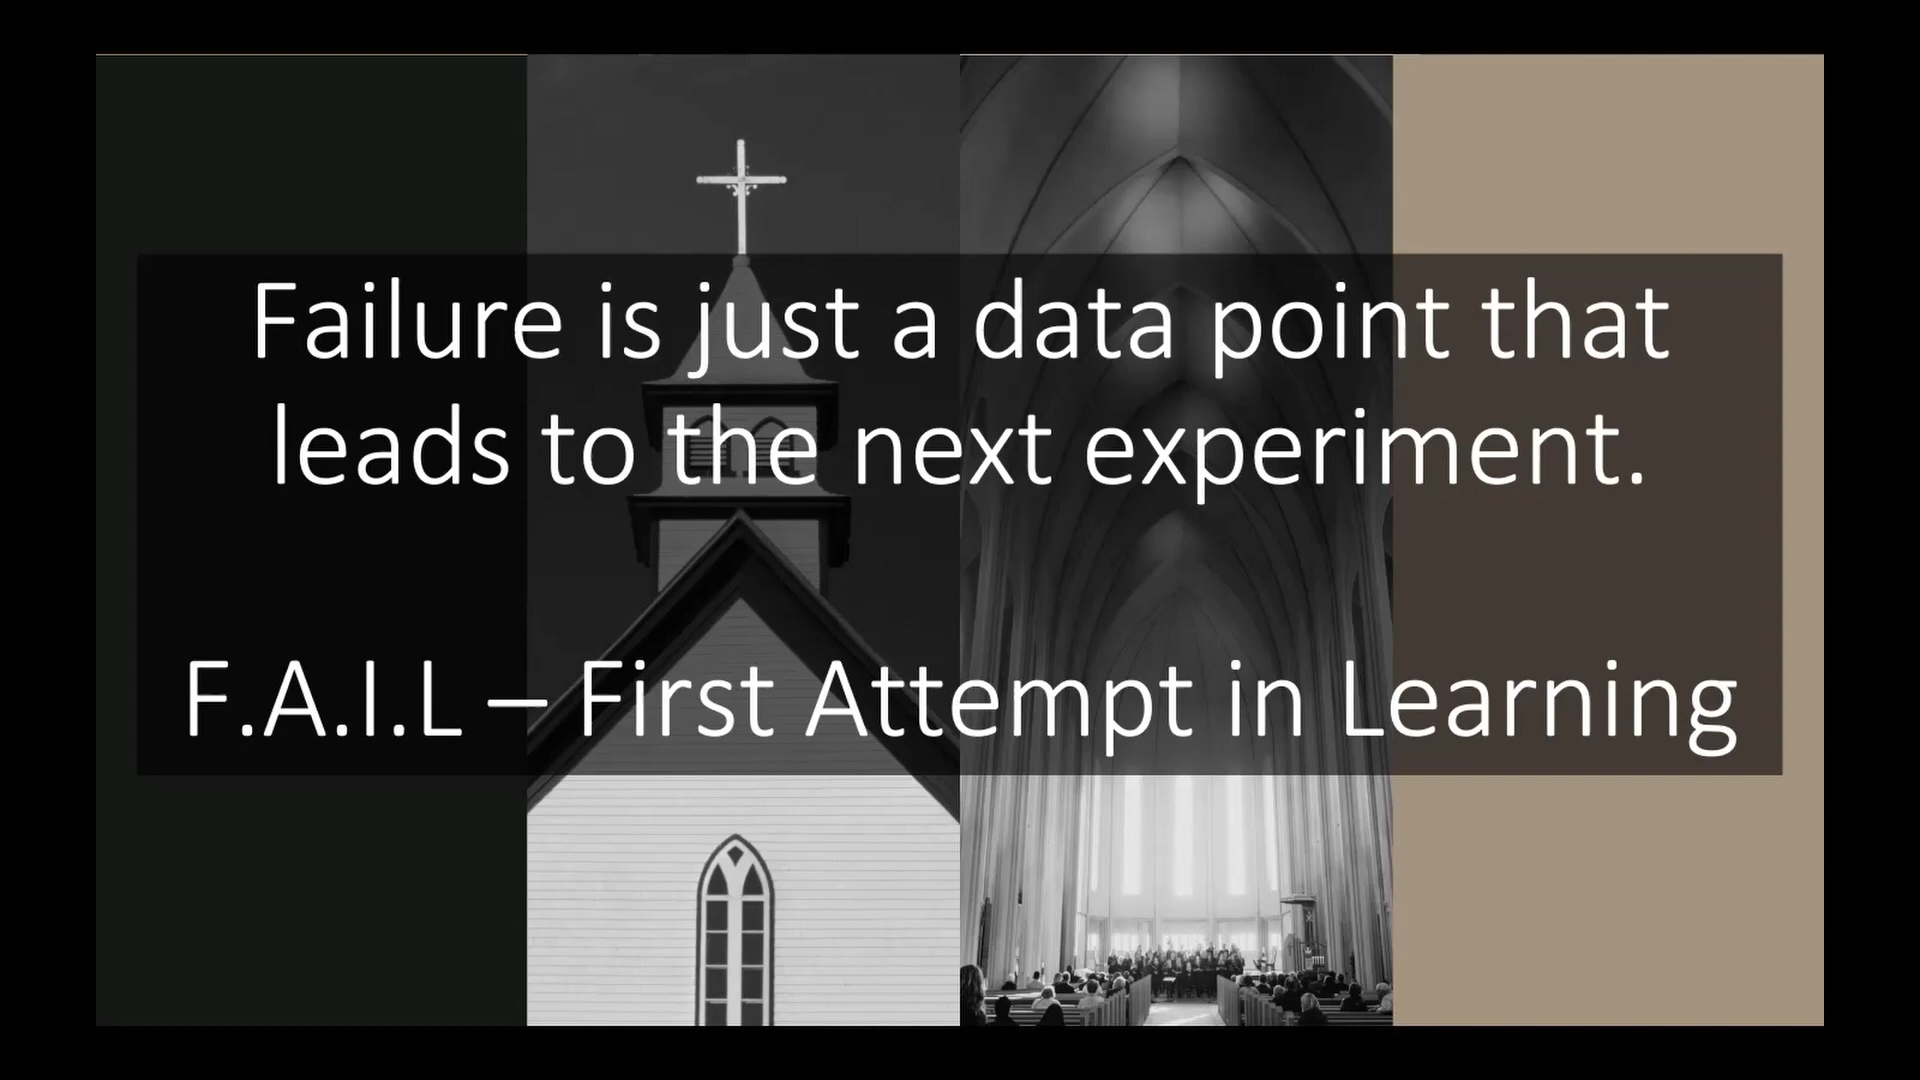 Failure is just a data point that
leads to the next experiment.
F.A.I.L – First Attempt in Learning